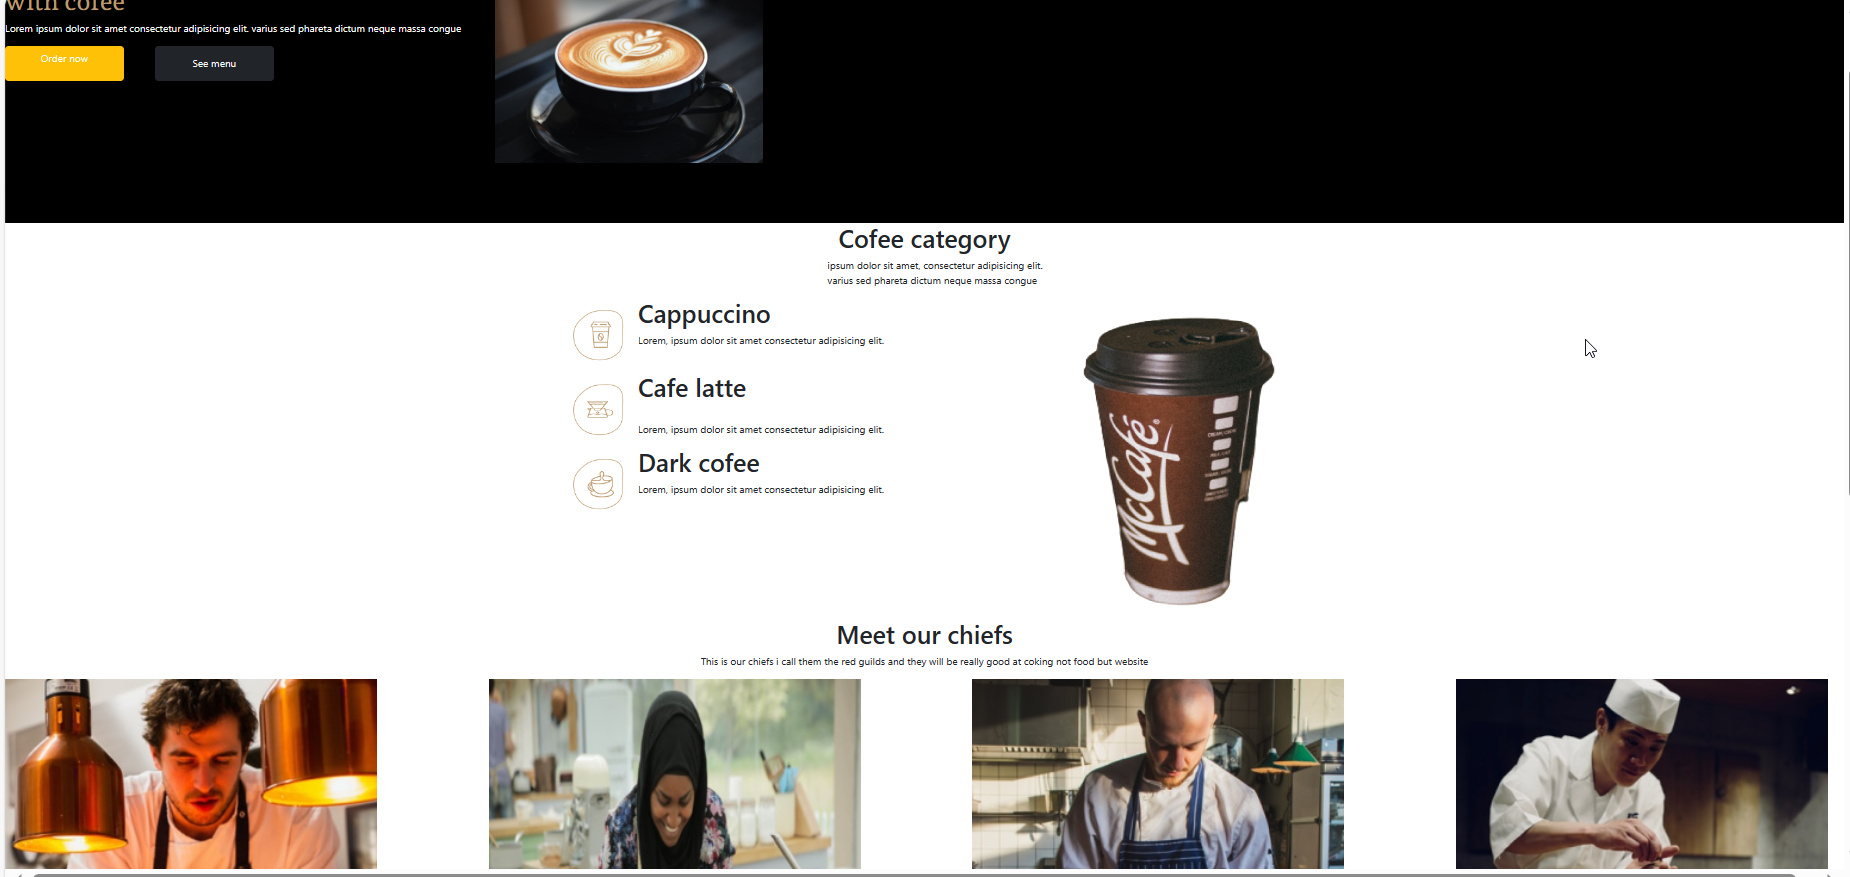 with cofee
Lorem ipsum dolor sit amet consectetur adipisicing elit. varius sed phareta dictum neque massa congue
Order now
See menu
Cofee category
ipsum dolor sit amet, consectetur adipisicing elit.
varius sed phareta dictum neque massa congue
Cappuccino
Lorem, ipsum dolor sit amet consectetur adipisicing elit.
Cafe latte
Lorem, ipsum dolor sit amet consectetur adipisicing elit.
Dark cofee
Lorem, ipsum dolor sit amet consectetur adipisicing elit.
McCafé®
Meet our chiefs
This is our chiefs i call them the red guilds and they will be really good at coking not food but website